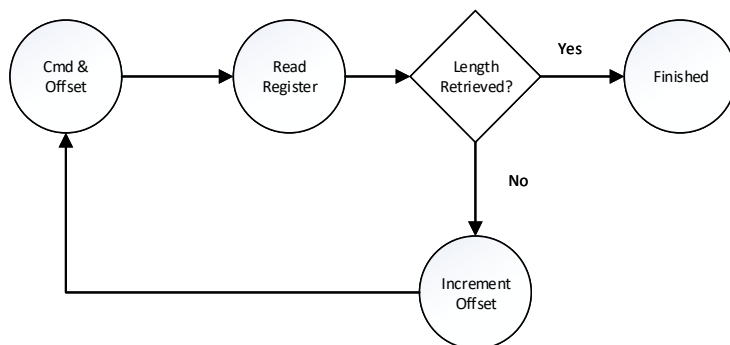 Cmd &
Offset
Read
Register
Length
Retrieved?
Yes
Finished
No
Increment
Offset